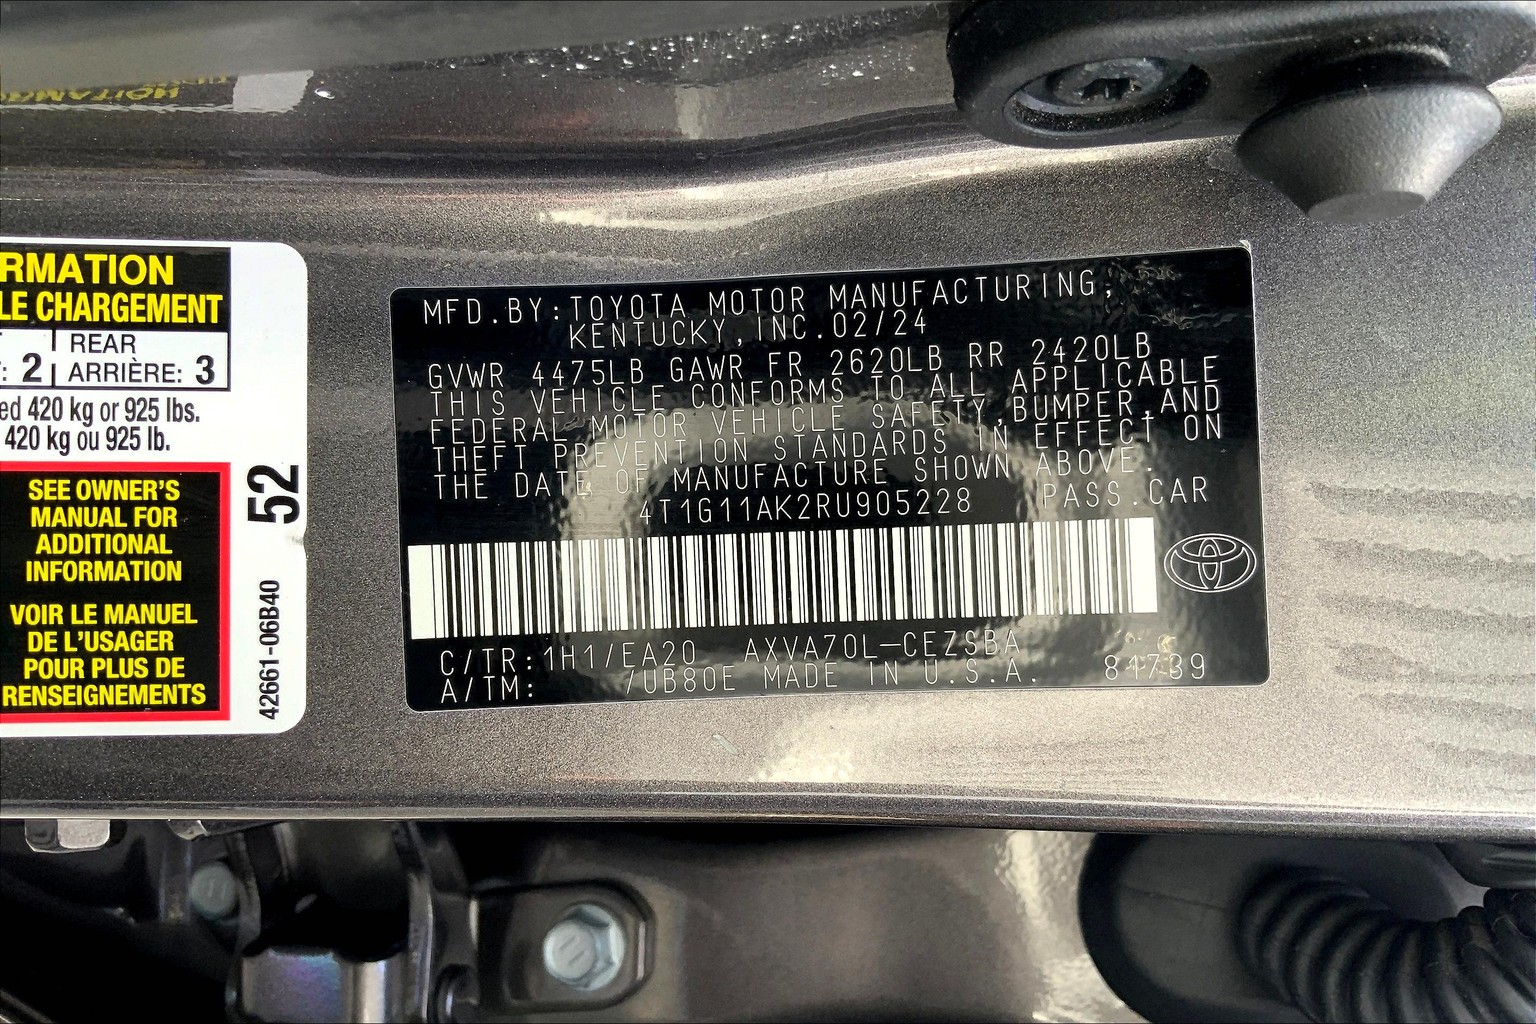 RMATION
LE CHARGEMENT
REAR
: 2 ARRIÈRE: 3
ed 420 kg or 925 lbs.
420 kg ou 925 lb.
SEE OWNER'S
MANUAL FOR
ADDITIONAL
INFORMATION
VOIR LE MANUEL
DE L'USAGER
POUR PLUS DE
RENSEIGNEMENTS
52
42661-06B40
MFD.BY:TOYOTA MOTOR MANUFACTURING,
KENTUCKY,INC.02/24
GVWR 4475LB GAWR FR 2620LB RR 2420LB
THIS VEHICLE CONFORMS TO ALL APPLICABLE
FEDERAL MOTOR VEHICLE SAFETY,BUMPER,AND
THEFT PREVENTION STANDARDS IN EFFECT ON
THE DATE OF MANUFACTURE SHOWN ABOVE.
4T1G11AK2RU905228 PASS.CAR
C/TR:1H1/EA20 AXVA70L-CEZSBA
A/TM: /UB80E MADE IN U.S.A. 81739